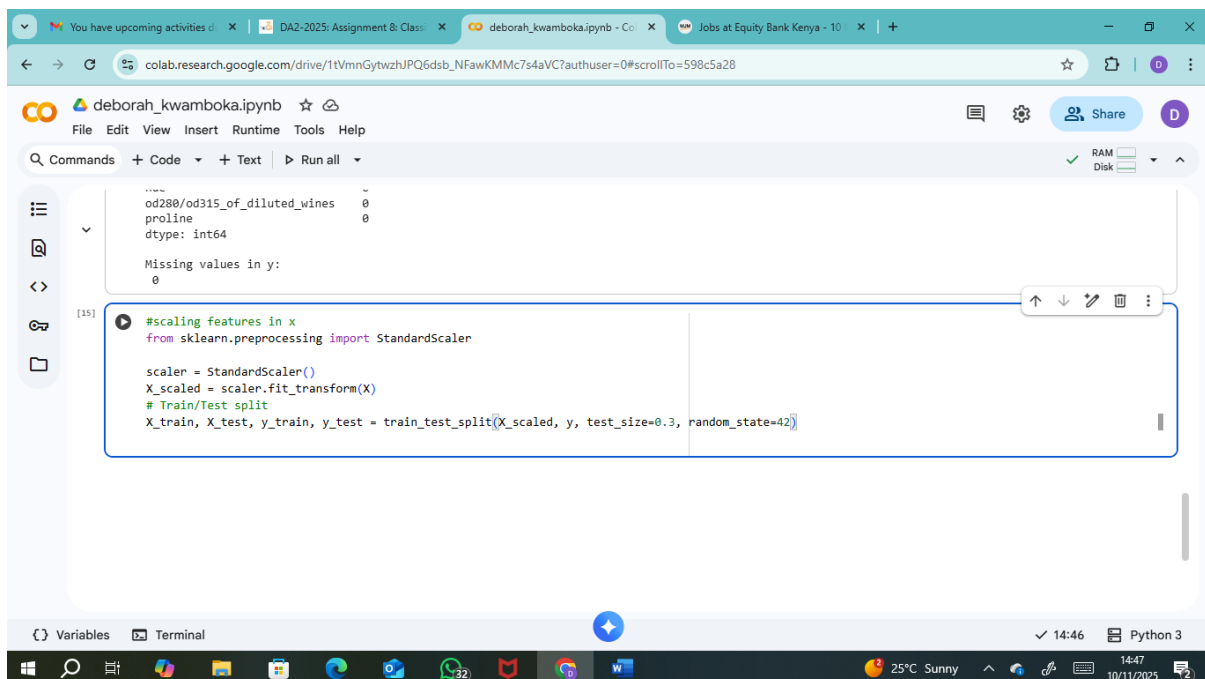 You have upcoming activities d
DA2-2025: Assignment 8: Classi
deborah_kwamboka.ipynb - Col
Jobs at Equity Bank Kenya - 10
colab.research.google.com/drive/1tVmnGytwzhJPQ6dsb_NFawKMMc7s4aVC?authuser=0#scrollTo=598c5a28
D
deborah_kwamboka.ipynb
Share
D
File Edit View Insert Runtime Tools Help
Commands + Code + Text Run all
RAM
Disk
od280/od315_of_diluted_wines 0
proline 0
dtype: int64
Missing values in y:
0
[15]
#scaling features in x
from sklearn.preprocessing import StandardScaler
scaler = StandardScaler()
X_scaled = scaler.fit_transform(X)
# Train/Test split
X_train, X_test, y_train, y_test = train_test_split(X_scaled, y, test_size=0.3, random_state=42)
Variables Terminal
14:46 Python 3
32
W
2
25°C Sunny
14:47
10/11/2025
2